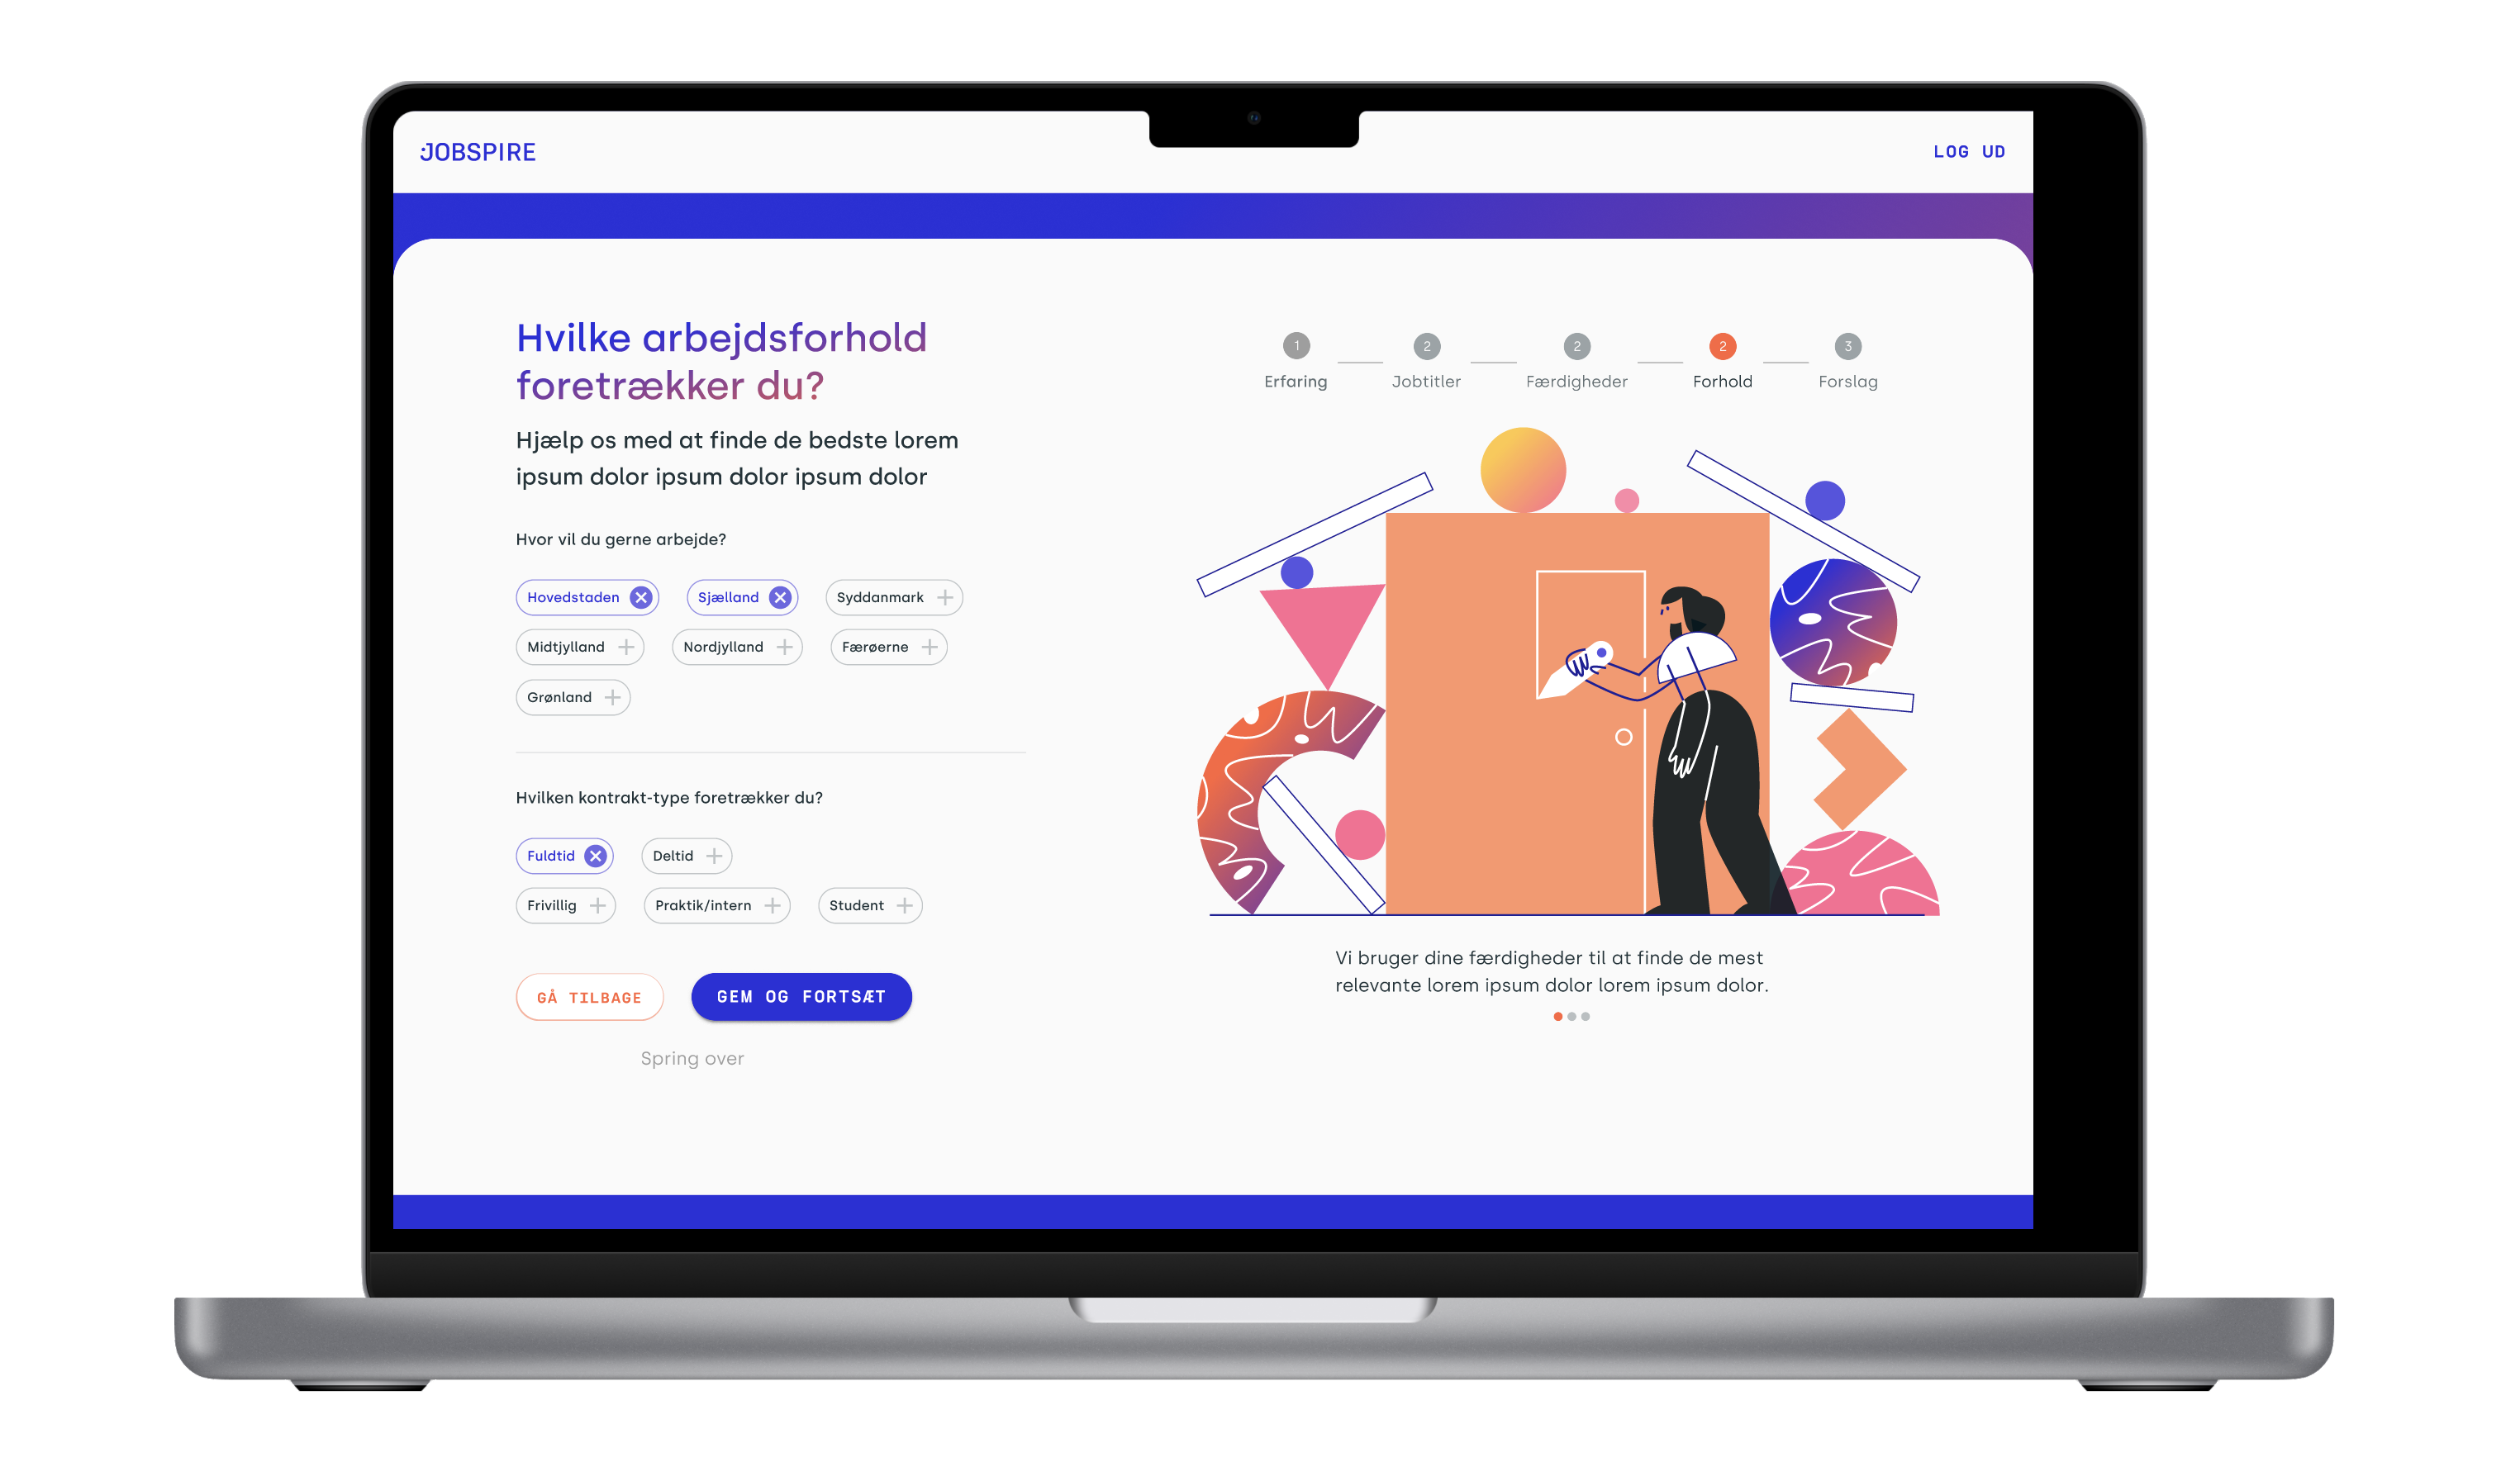 JOBSPIRE
LOG UD
Hvilke arbejdsforhold
foretrækker du?
Hjælp os med at finde de bedste lorem
ipsum dolor ipsum dolor ipsum dolor
Hvor vil du gerne arbejde?
Hovedstaden
Sjælland
Syddanmark
Midtjylland
Nordjylland
Færøerne
Grønland
Hvilken kontrakt-type foretrækker du?
Fuldtid
Deltid
Frivillig
Praktik/intern
Student
GÅ TILBAGE
GEM OG FORTSÆT
Spring over
1
2
2
2
3
Erfaring
Jobtitler
Færdigheder
Forhold
Forslag
Vi bruger dine færdigheder til at finde de mest
relevante lorem ipsum dolor lorem ipsum dolor.